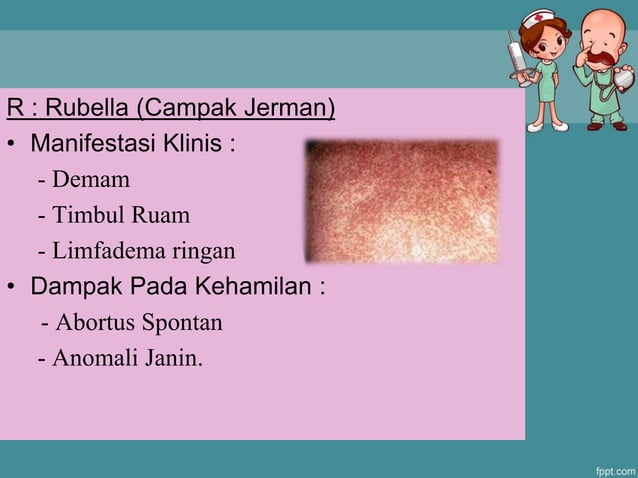 R : Rubella (Campak Jerman)
• Manifestasi Klinis :
- Demam
- Timbul Ruam
- Limfadema ringan
• Dampak Pada Kehamilan :
- Abortus Spontan
- Anomali Janin.
fppt.com